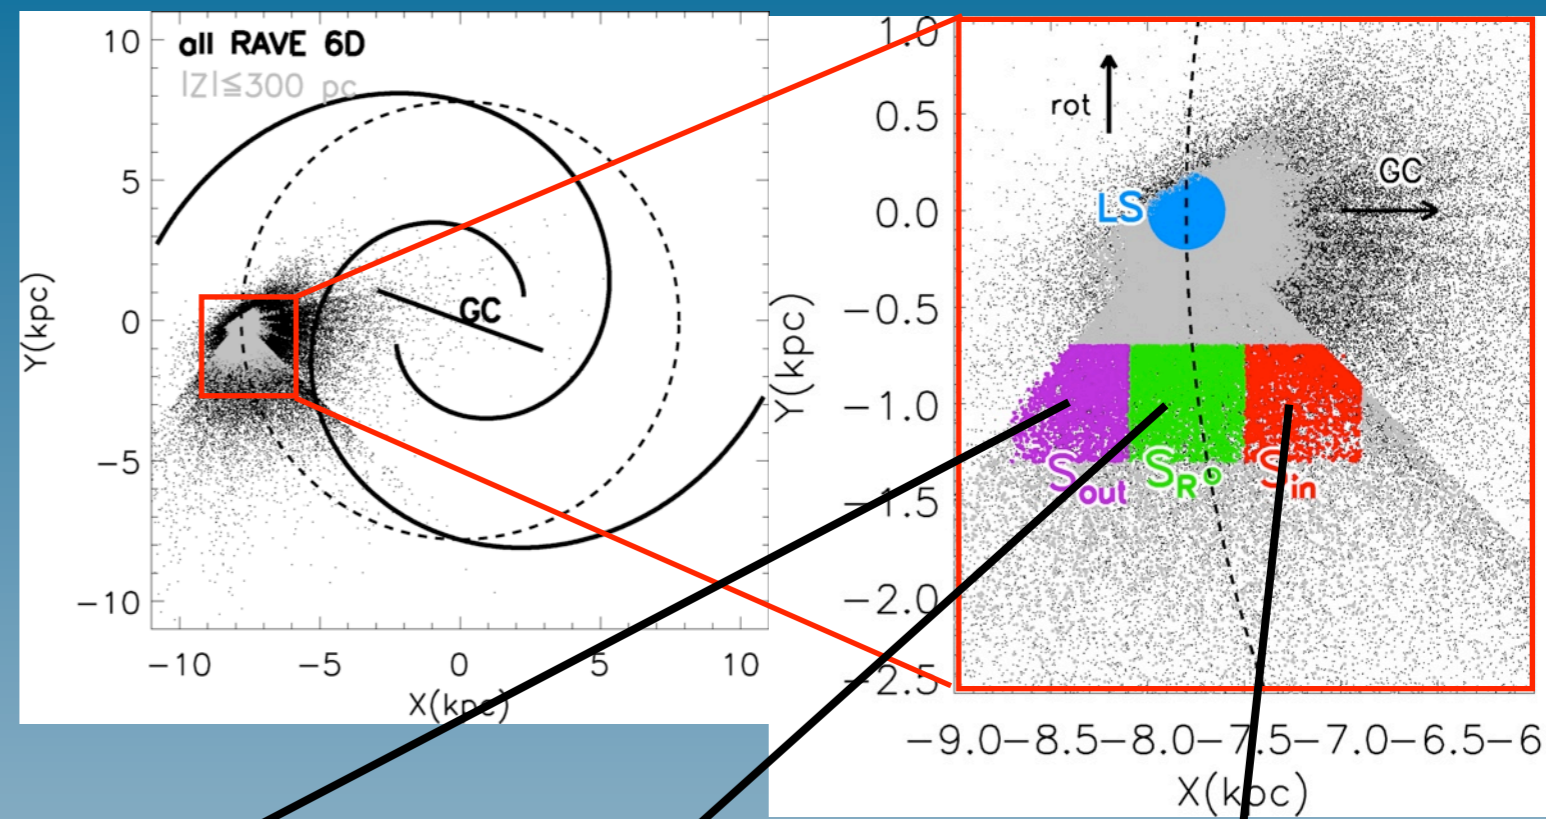 all RAVE 6D
|Z|≦300 pc
10
5
0
−5
−10
Y(kpc)
GC
−10 −5 0 5 10
X(kpc)
1.0
0.5
0.0
−0.5
−1.0
−1.5
−2.0
−2.5
Y(kpc)
rot
GC
LS
Sout SRo Sin
−9.0−8.5−8.0−7.5−7.0−6.5−6
X(kpc)